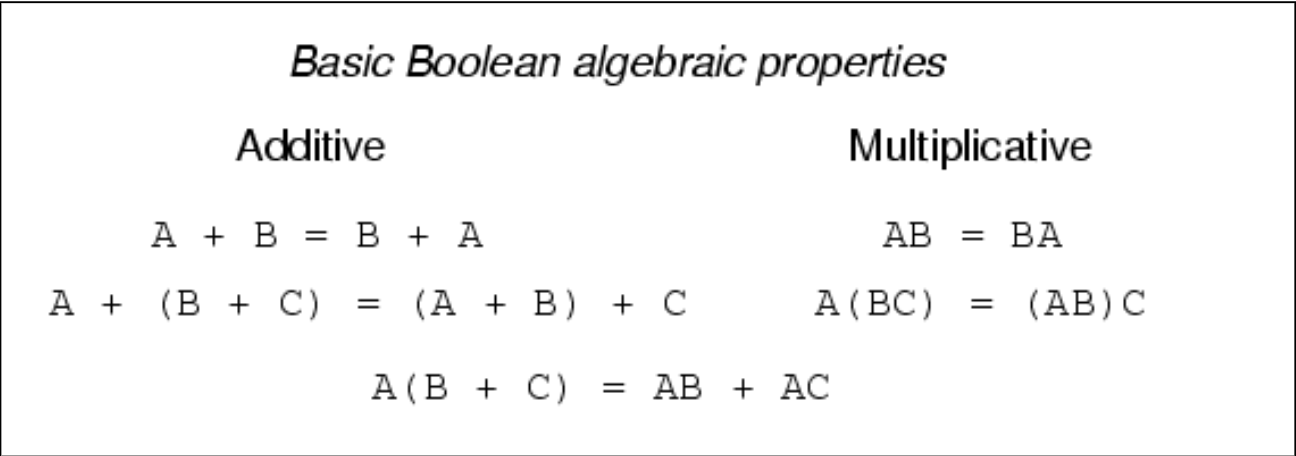 Basic Boolean algebraic properties
Additive Multiplicative
A + B = B + A AB = BA
A + (B + C) = (A + B) + C A(BC) = (AB)C
A(B + C) = AB + AC